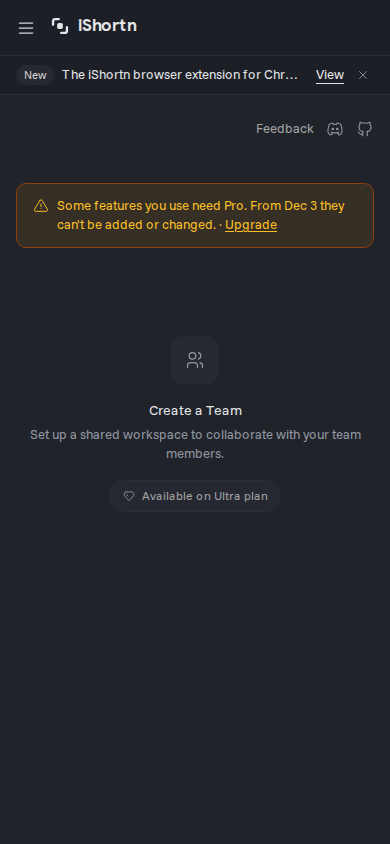 iShortn
New The iShortn browser extension for Chr... View
Feedback
Some features you use need Pro. From Dec 3 they
can't be added or changed. · Upgrade
Create a Team
Set up a shared workspace to collaborate with your team
members.
Available on Ultra plan